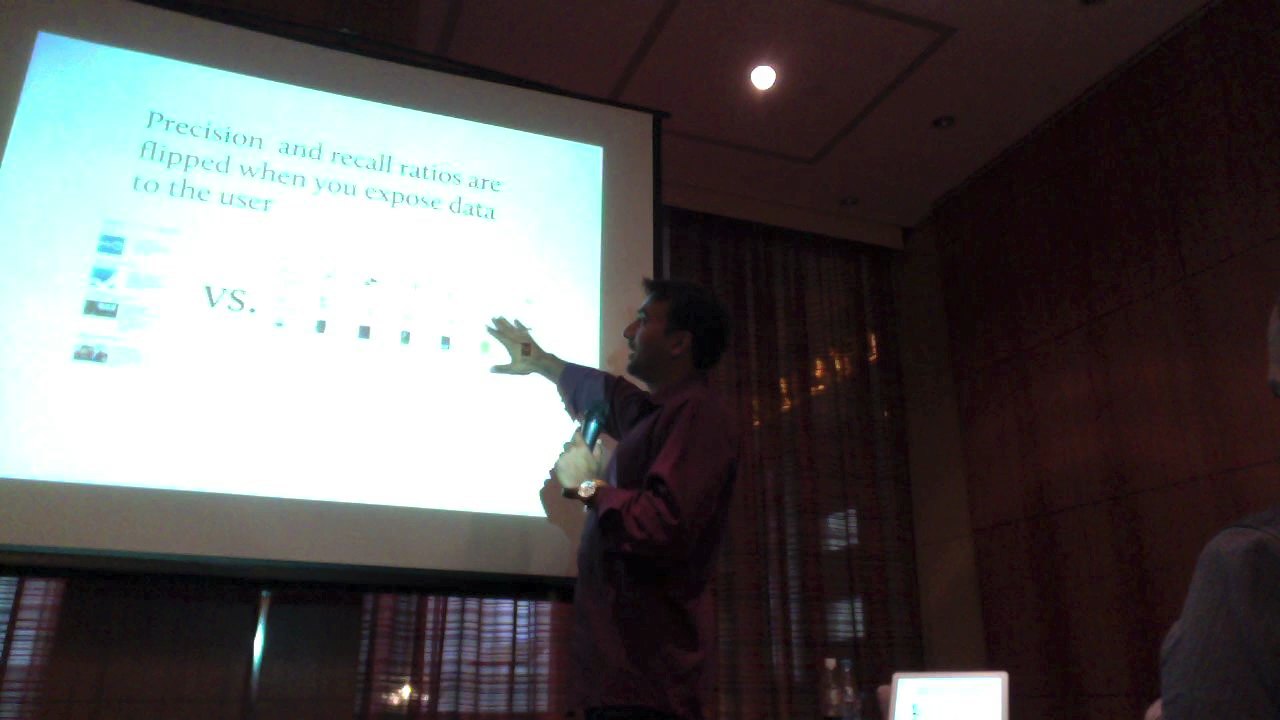 Precision and recall ratios are
flipped when you expose data
to the user
vs.